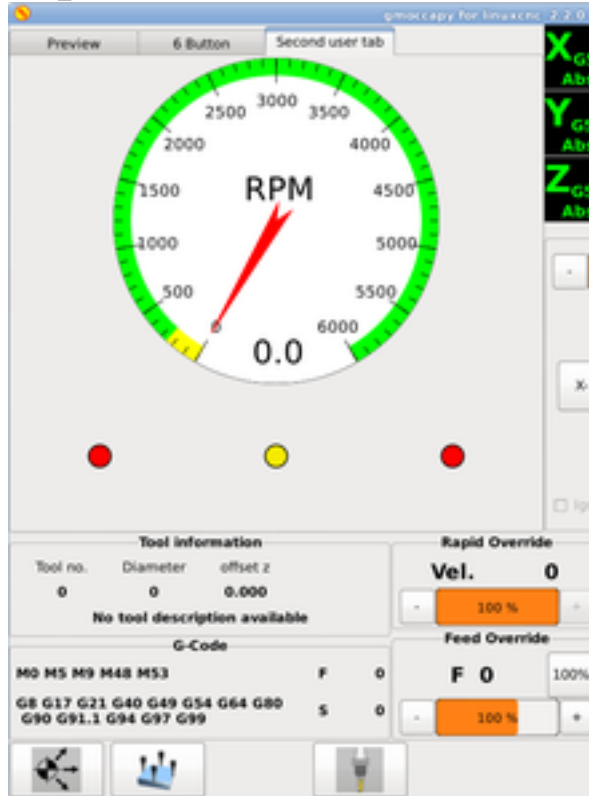 gmoccapy for linuxcnc 2.2.0
Preview
6 Button
Second user tab
X
Abs
Y
Abs
Z
Abs
3000
2500
3500
2000
4000
1500
RPM
4500
1000
5000
500
5500
0
6000
0.0
-
X-
Tool information
Tool no.
Diameter
offset z
0
0
0.000
No tool description available
Rapid Override
Vel.
0
-
100 %
+
G-Code
M0 M5 M9 M48 M53
F
0
G8 G17 G21 G40 G49 G54 G64 G80
G90 G91.1 G94 G97 G99
S
0
Feed Override
F 0
100%
-
100 %
+